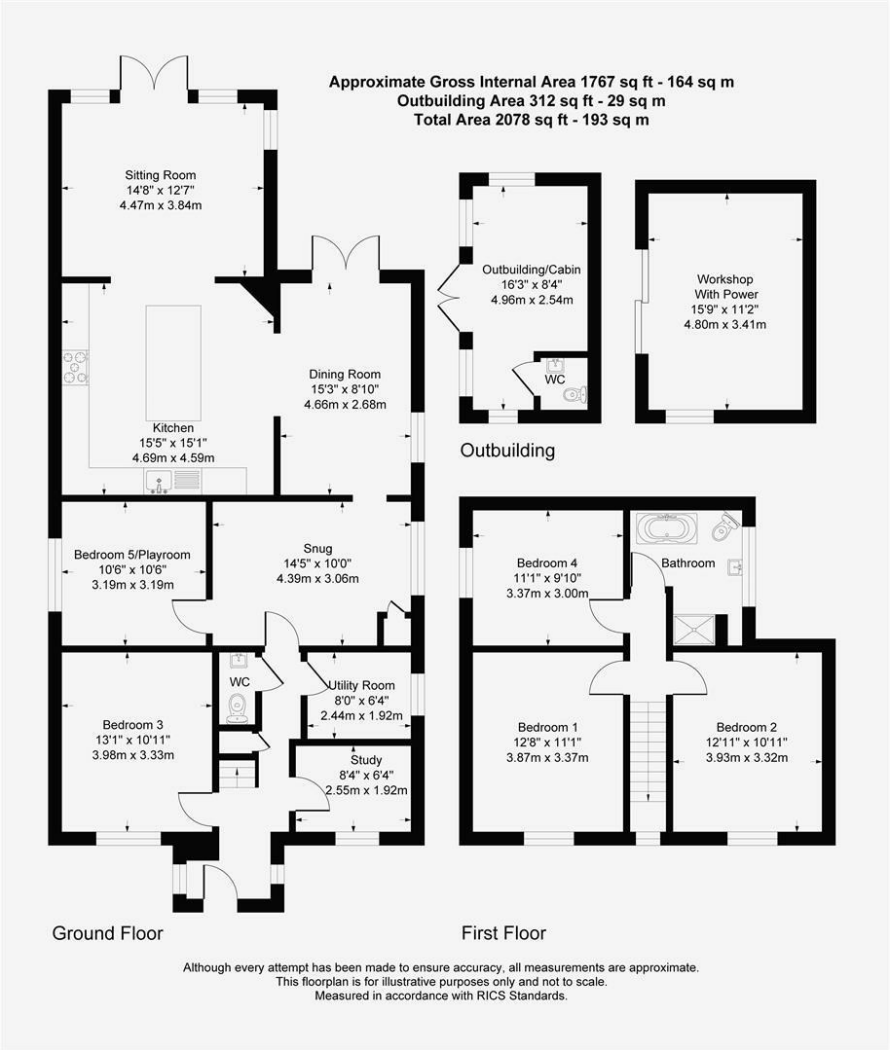 Approximate Gross Internal Area 1767 sq ft - 164 sq m
Outbuilding Area 312 sq ft - 29 sq m
Total Area 2078 sq ft - 193 sq m
Sitting Room
14'8" x 12'7"
4.47m x 3.84m
Outbuilding/Cabin
16'3" x 8'4"
4.96m x 2.54m
WC
Workshop
With Power
15'9" x 11'2"
4.80m x 3.41m
Outbuilding
Dining Room
15'3" x 8'10"
4.66m x 2.68m
Kitchen
15'5" x 15'1"
4.69m x 4.59m
Bedroom 5/Playroom
10'6" x 10'6"
3.19m x 3.19m
Snug
14'5" x 10'0"
4.39m x 3.06m
WC
Utility Room
8'0" x 6'4"
2.44m x 1.92m
Bedroom 3
13'1" x 10'11"
3.98m x 3.33m
Study
8'4" x 6'4"
2.55m x 1.92m
Ground Floor
Bedroom 4
11'1" x 9'10"
3.37m x 3.00m
Bathroom
Bedroom 1
12'8" x 11'1"
3.87m x 3.37m
Bedroom 2
12'11" x 10'11"
3.93m x 3.32m
First Floor
Although every attempt has been made to ensure accuracy, all measurements are approximate.
This floorplan is for illustrative purposes only and not to scale.
Measured in accordance with RICS Standards.